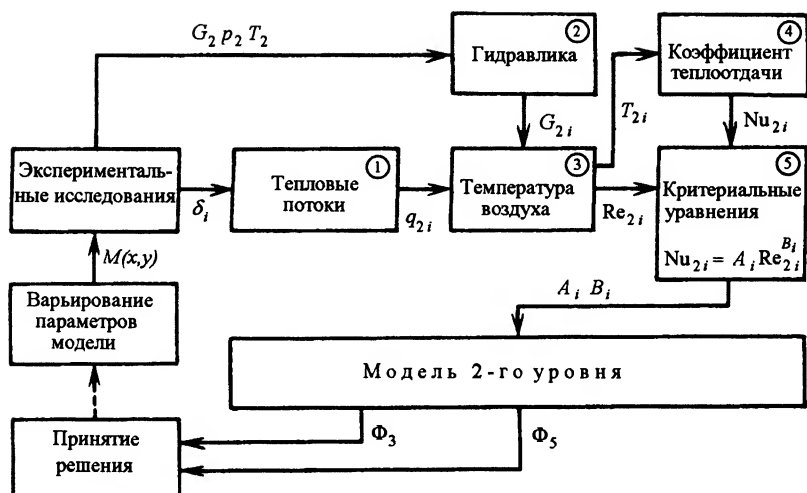 G₂ p₂ T₂
②
Гидравлика
④
Коэффициент
теплоотдачи
G₂ᵢ
T₂ᵢ
Nu₂ᵢ
Эксперименталь-
ные исследования
δᵢ
①
Тепловые
потоки
q₂ᵢ
③
Температура
воздуха
Re₂ᵢ
⑤
Критериальные
уравнения
Nu₂ᵢ = Aᵢ Re₂ᵢ^Bᵢ
M(x,y)
Варьирование
параметров
модели
Aᵢ Bᵢ
Модель 2-го уровня
Принятие
решения
Φ₃
Φ₅